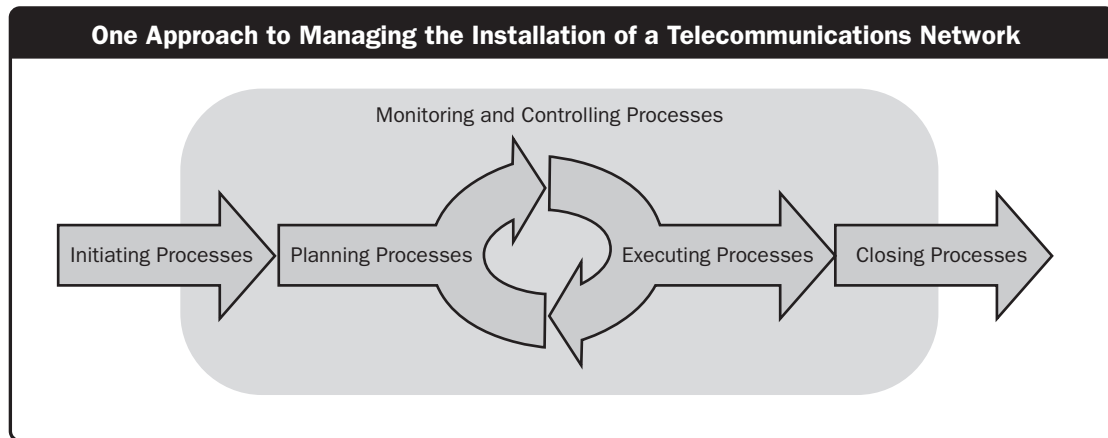 One Approach to Managing the Installation of a Telecommunications Network
Monitoring and Controlling Processes
Initiating Processes
Planning Processes
Executing Processes
Closing Processes